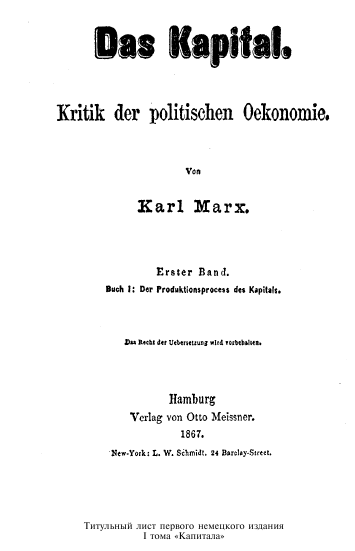 Das Kapital.
Kritik der politischen Oekonomie.
Von
Karl Marx.
Erster Band.
Buch I: Der Produktionsprocess des Kapitals.
Das Recht der Uebersetzung wird vorbehalten.
Hamburg
Verlag von Otto Meissner.
1867.
New-York: L. W. Schmidt. 24 Barclay-Street.
Титульный лист первого немецкого издания
I тома «Капитала»